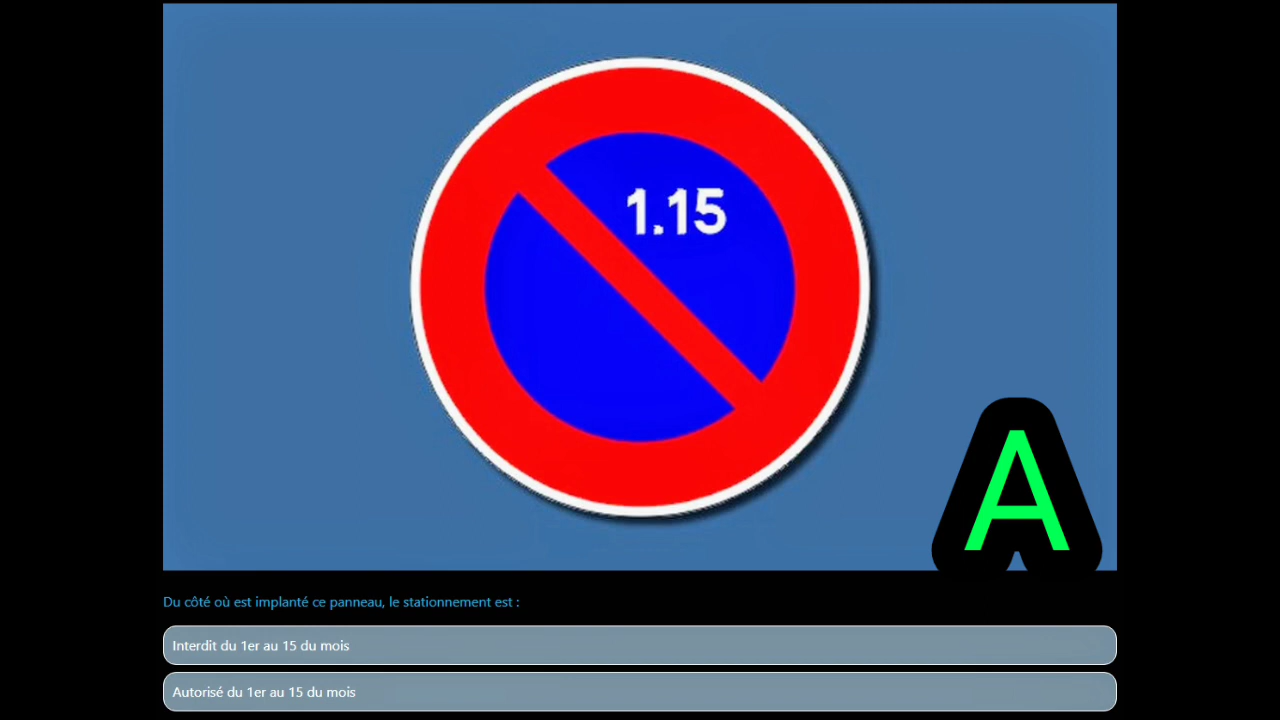 1.15
A
Du côté où est implanté ce panneau, le stationnement est :
Interdit du 1er au 15 du mois
Autorisé du 1er au 15 du mois